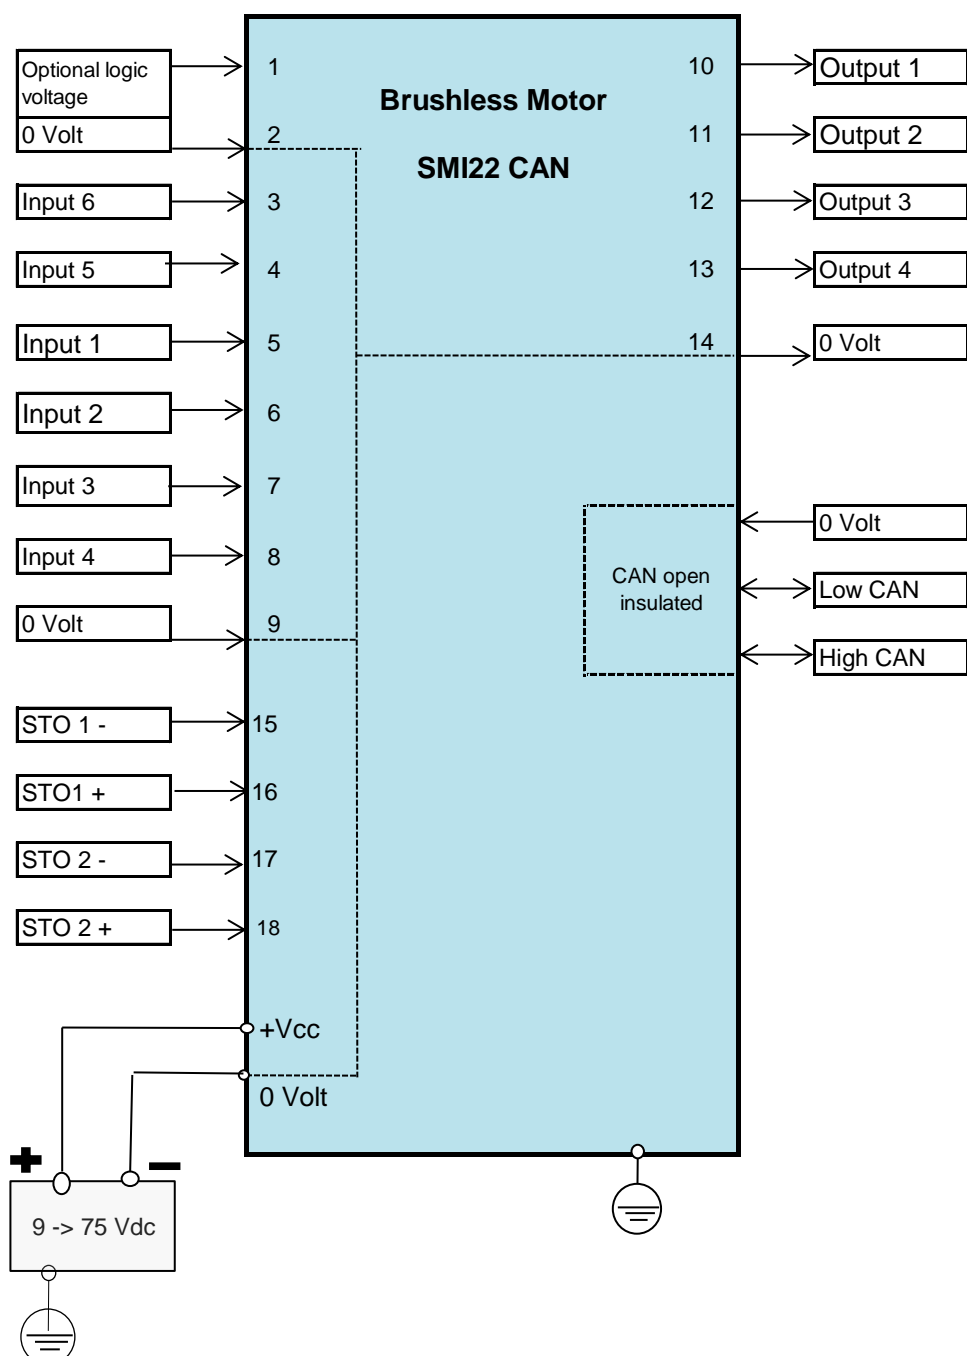 Optional logic
voltage
0 Volt
Input 6
Input 5
Input 1
Input 2
Input 3
Input 4
0 Volt
STO 1 -
STO1 +
STO 2 -
STO 2 +
1
2
3
4
5
6
7
8
9
15
16
17
18
+Vcc
0 Volt
Brushless Motor
SMI22 CAN
10
11
12
13
14
CAN open
insulated
Output 1
Output 2
Output 3
Output 4
0 Volt
0 Volt
Low CAN
High CAN
+ −
9 -> 75 Vdc